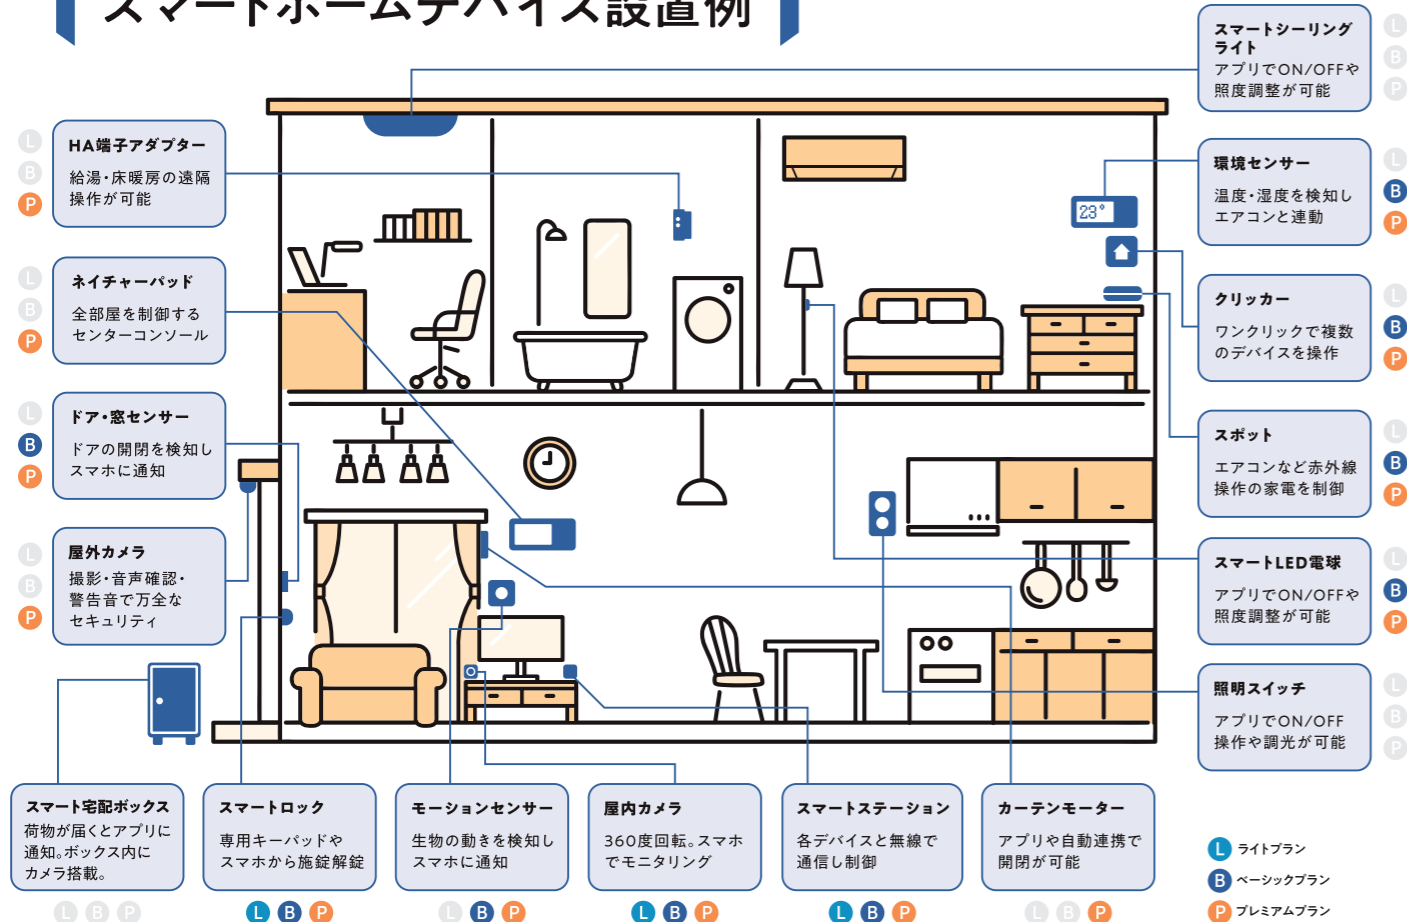 スマートホームデバイス設置例
スマートシーリング
ライト
アプリでON/OFFや
照度調整が可能
L
B
P
HA端子アダプター
給湯・床暖房の遠隔
操作が可能
L
B
P
環境センサー
温度・湿度を検知し
エアコンと連動
L
B
P
23°
ネイチャーパッド
全部屋を制御する
センターコンソール
L
B
P
クリッカー
ワンクリックで複数
のデバイスを操作
L
B
P
ドア・窓センサー
ドアの開閉を検知し
スマホに通知
L
B
P
スポット
エアコンなど赤外線
操作の家電を制御
L
B
P
屋外カメラ
撮影・音声確認・
警告音で万全な
セキュリティ
L
B
P
スマートLED電球
アプリでON/OFFや
照度調整が可能
L
B
P
照明スイッチ
アプリでON/OFF
操作や調光が可能
L
B
P
スマート宅配ボックス
荷物が届くとアプリに
通知。ボックス内に
カメラ搭載。
L B P
スマートロック
専用キーパッドや
スマホから施錠解錠
L B P
モーションセンサー
生物の動きを検知し
スマホに通知
L B P
屋内カメラ
360度回転。スマホ
でモニタリング
L B P
スマートステーション
各デバイスと無線で
通信し制御
L B P
カーテンモーター
アプリや自動連携で
開閉が可能
L B P
L ライトプラン
B ベーシックプラン
P プレミアムプラン